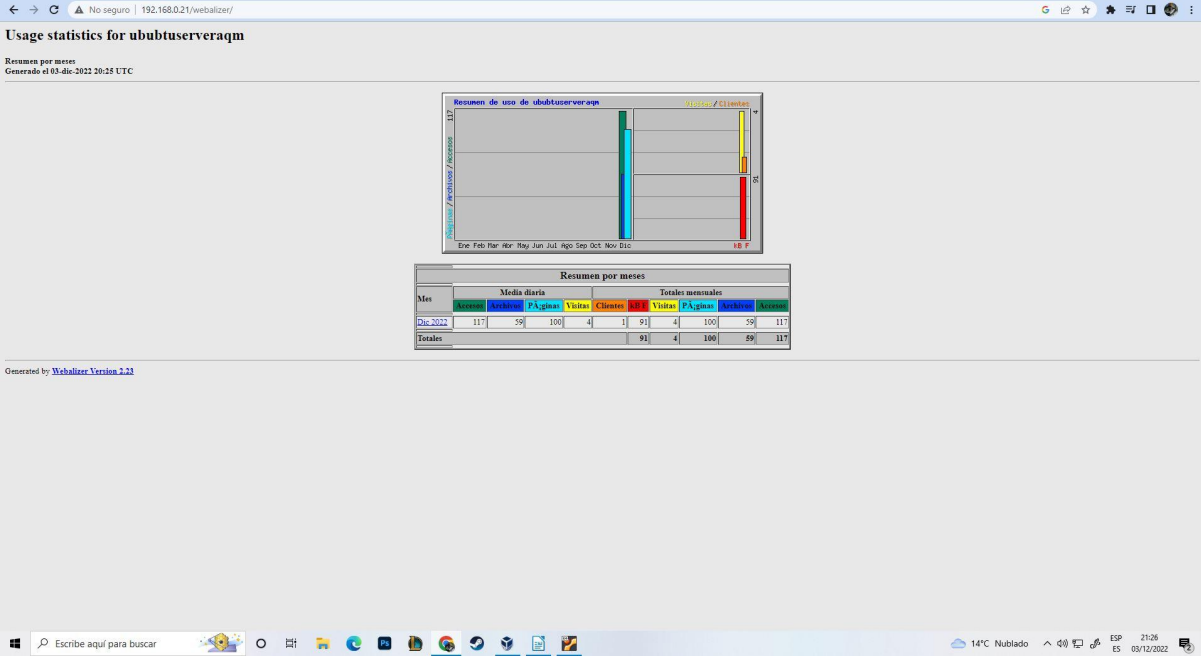 No seguro 192.168.0.21/webalizer/
Usage statistics for ububtuserveraqm
Resumen por meses
Generado el 03-dic-2022 20:25 UTC
Resumen de uso de ububtuserveraqm
Visitas / Clientes
117
4
91
PÃ¡ginas / Archivos / Accesos
Ene Feb Mar Abr May Jun Jul Ago Sep Oct Nov Dic
kB F
Resumen por meses
Mes Media diaria Totales mensuales
Accesos Archivos PÃ¡ginas Visitas Clientes kB F Visitas PÃ¡ginas Archivos Accesos
Dic 2022 117 59 100 4 1 91 4 100 59 117
Totales 91 4 100 59 117
Generated by Webalizer Version 2.23
Escribe aquí para buscar
Ps
14°C Nublado
ESP 21:26
ES 03/12/2022
2